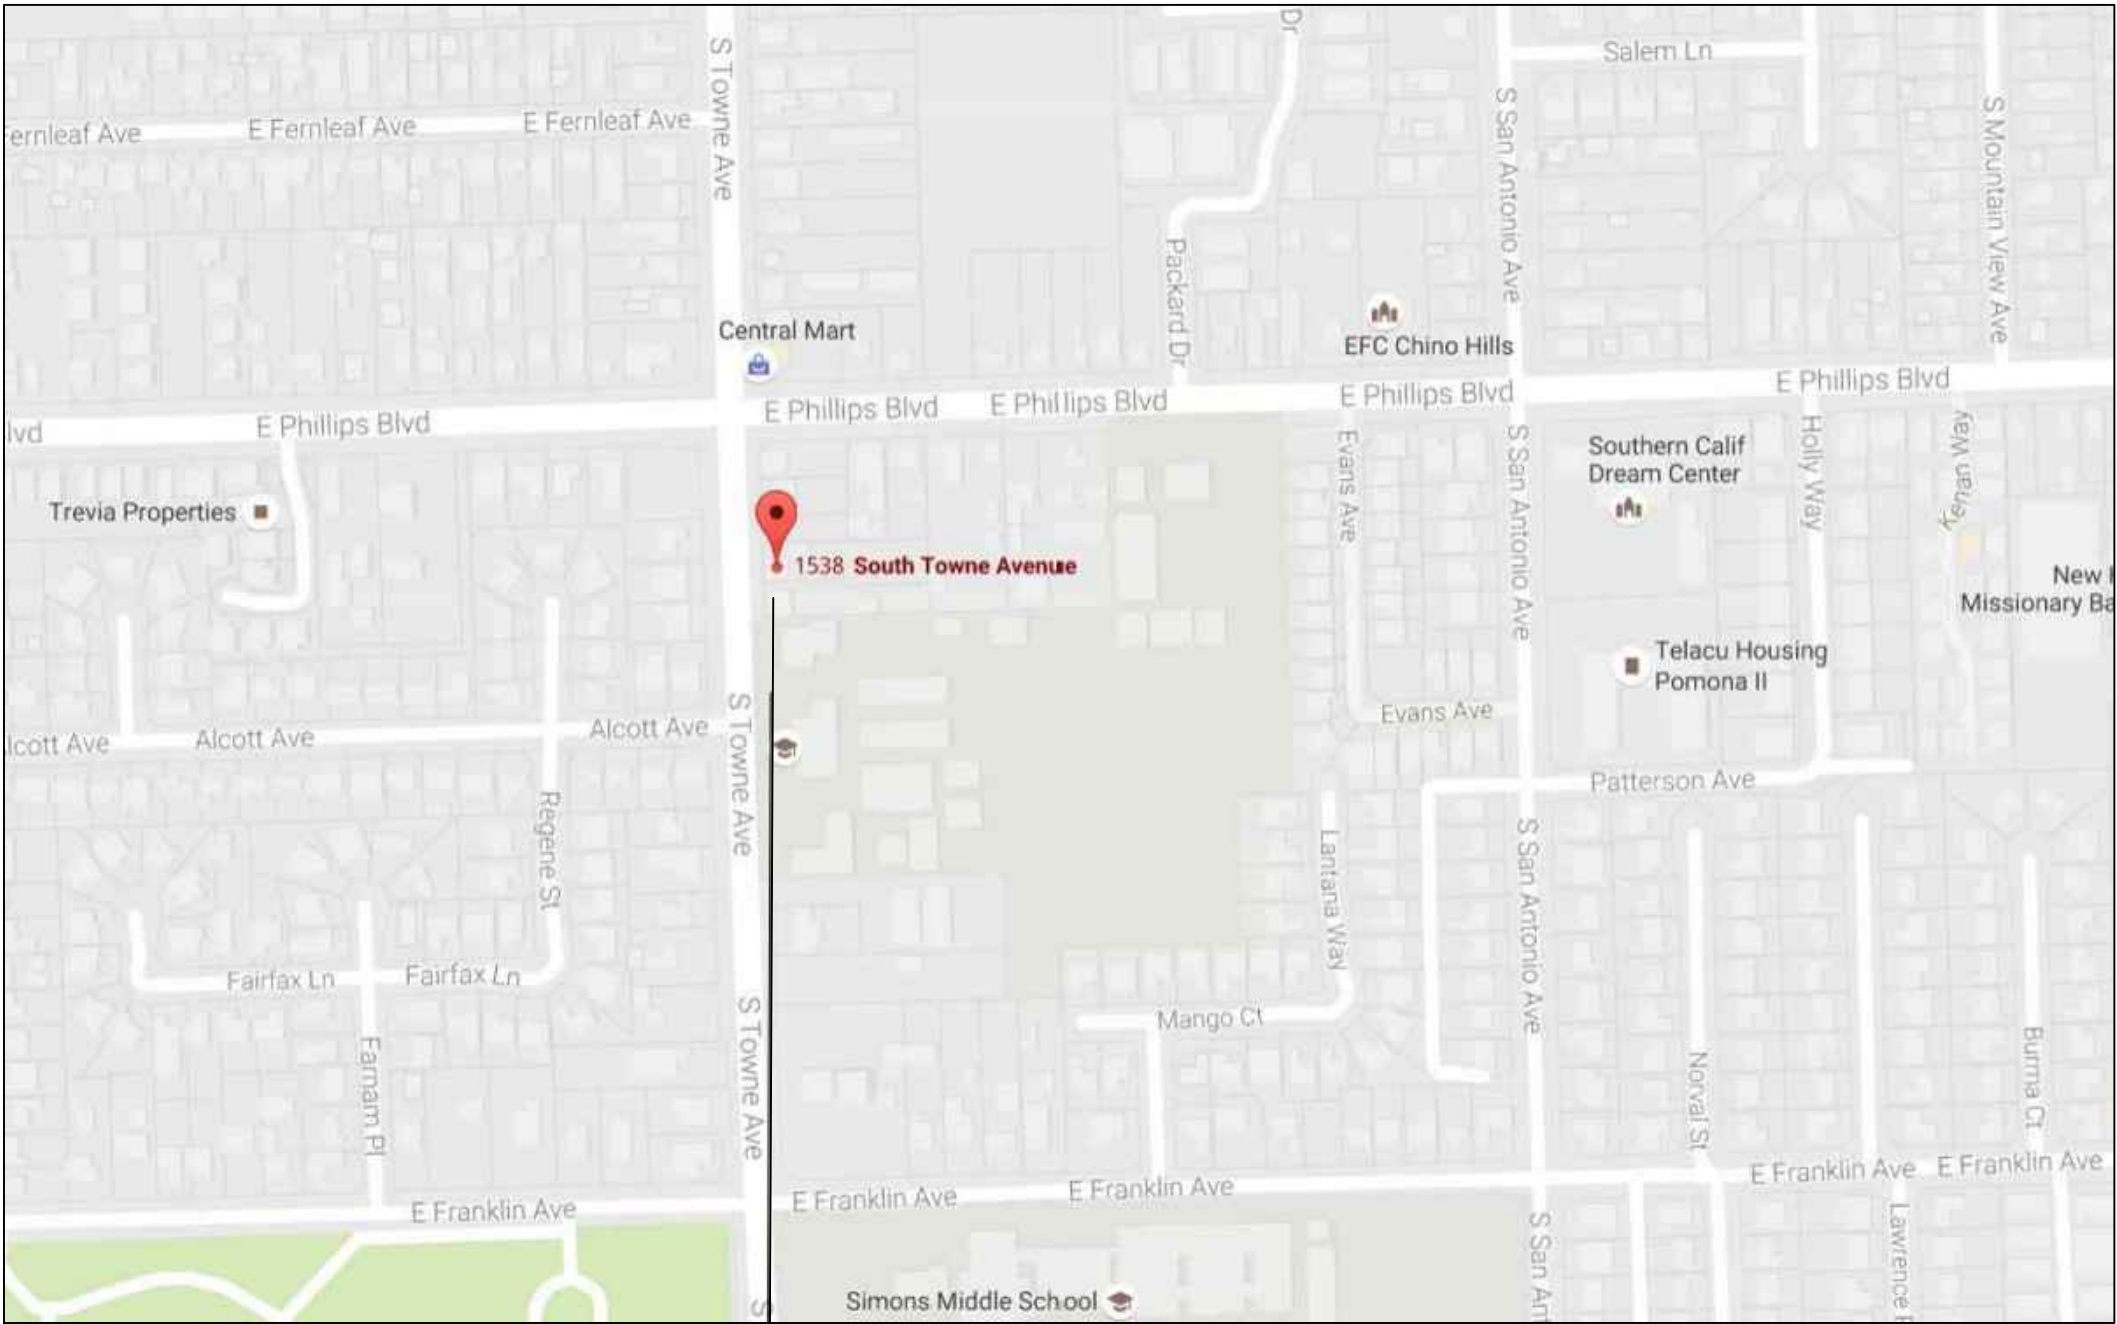 Dr
S Towne Ave
Salem Ln
S San Antonio Ave
S Mountain View Ave
ernleaf Ave
E Fernleaf Ave
E Fernleaf Ave
Packard Dr
Central Mart
EFC Chino Hills
E Phillips Blvd
E Phillips Blvd
E Phillips Blvd
E Phillips Blvd
E Phillips Blvd
lvd
Evans Ave
S San Antonio Ave
Southern Calif
Dream Center
Holly Way
Kernan Way
Trevia Properties
1538 South Towne Avenue
New
Missionary Ba
Telacu Housing
Pomona II
Evans Ave
S Towne Ave
lcott Ave
Alcott Ave
Alcott Ave
Patterson Ave
Regene St
Lantana Way
S San Antonio Ave
Fairfax Ln
Fairfax Ln
Mango Ct
S Towne Ave
Farnam Pl
Norval St
Burma Ct
E Franklin Ave
E Franklin Ave
E Franklin Ave
E Franklin Ave
E Franklin Ave
S San Ant
Lawrence
Simons Middle School
S